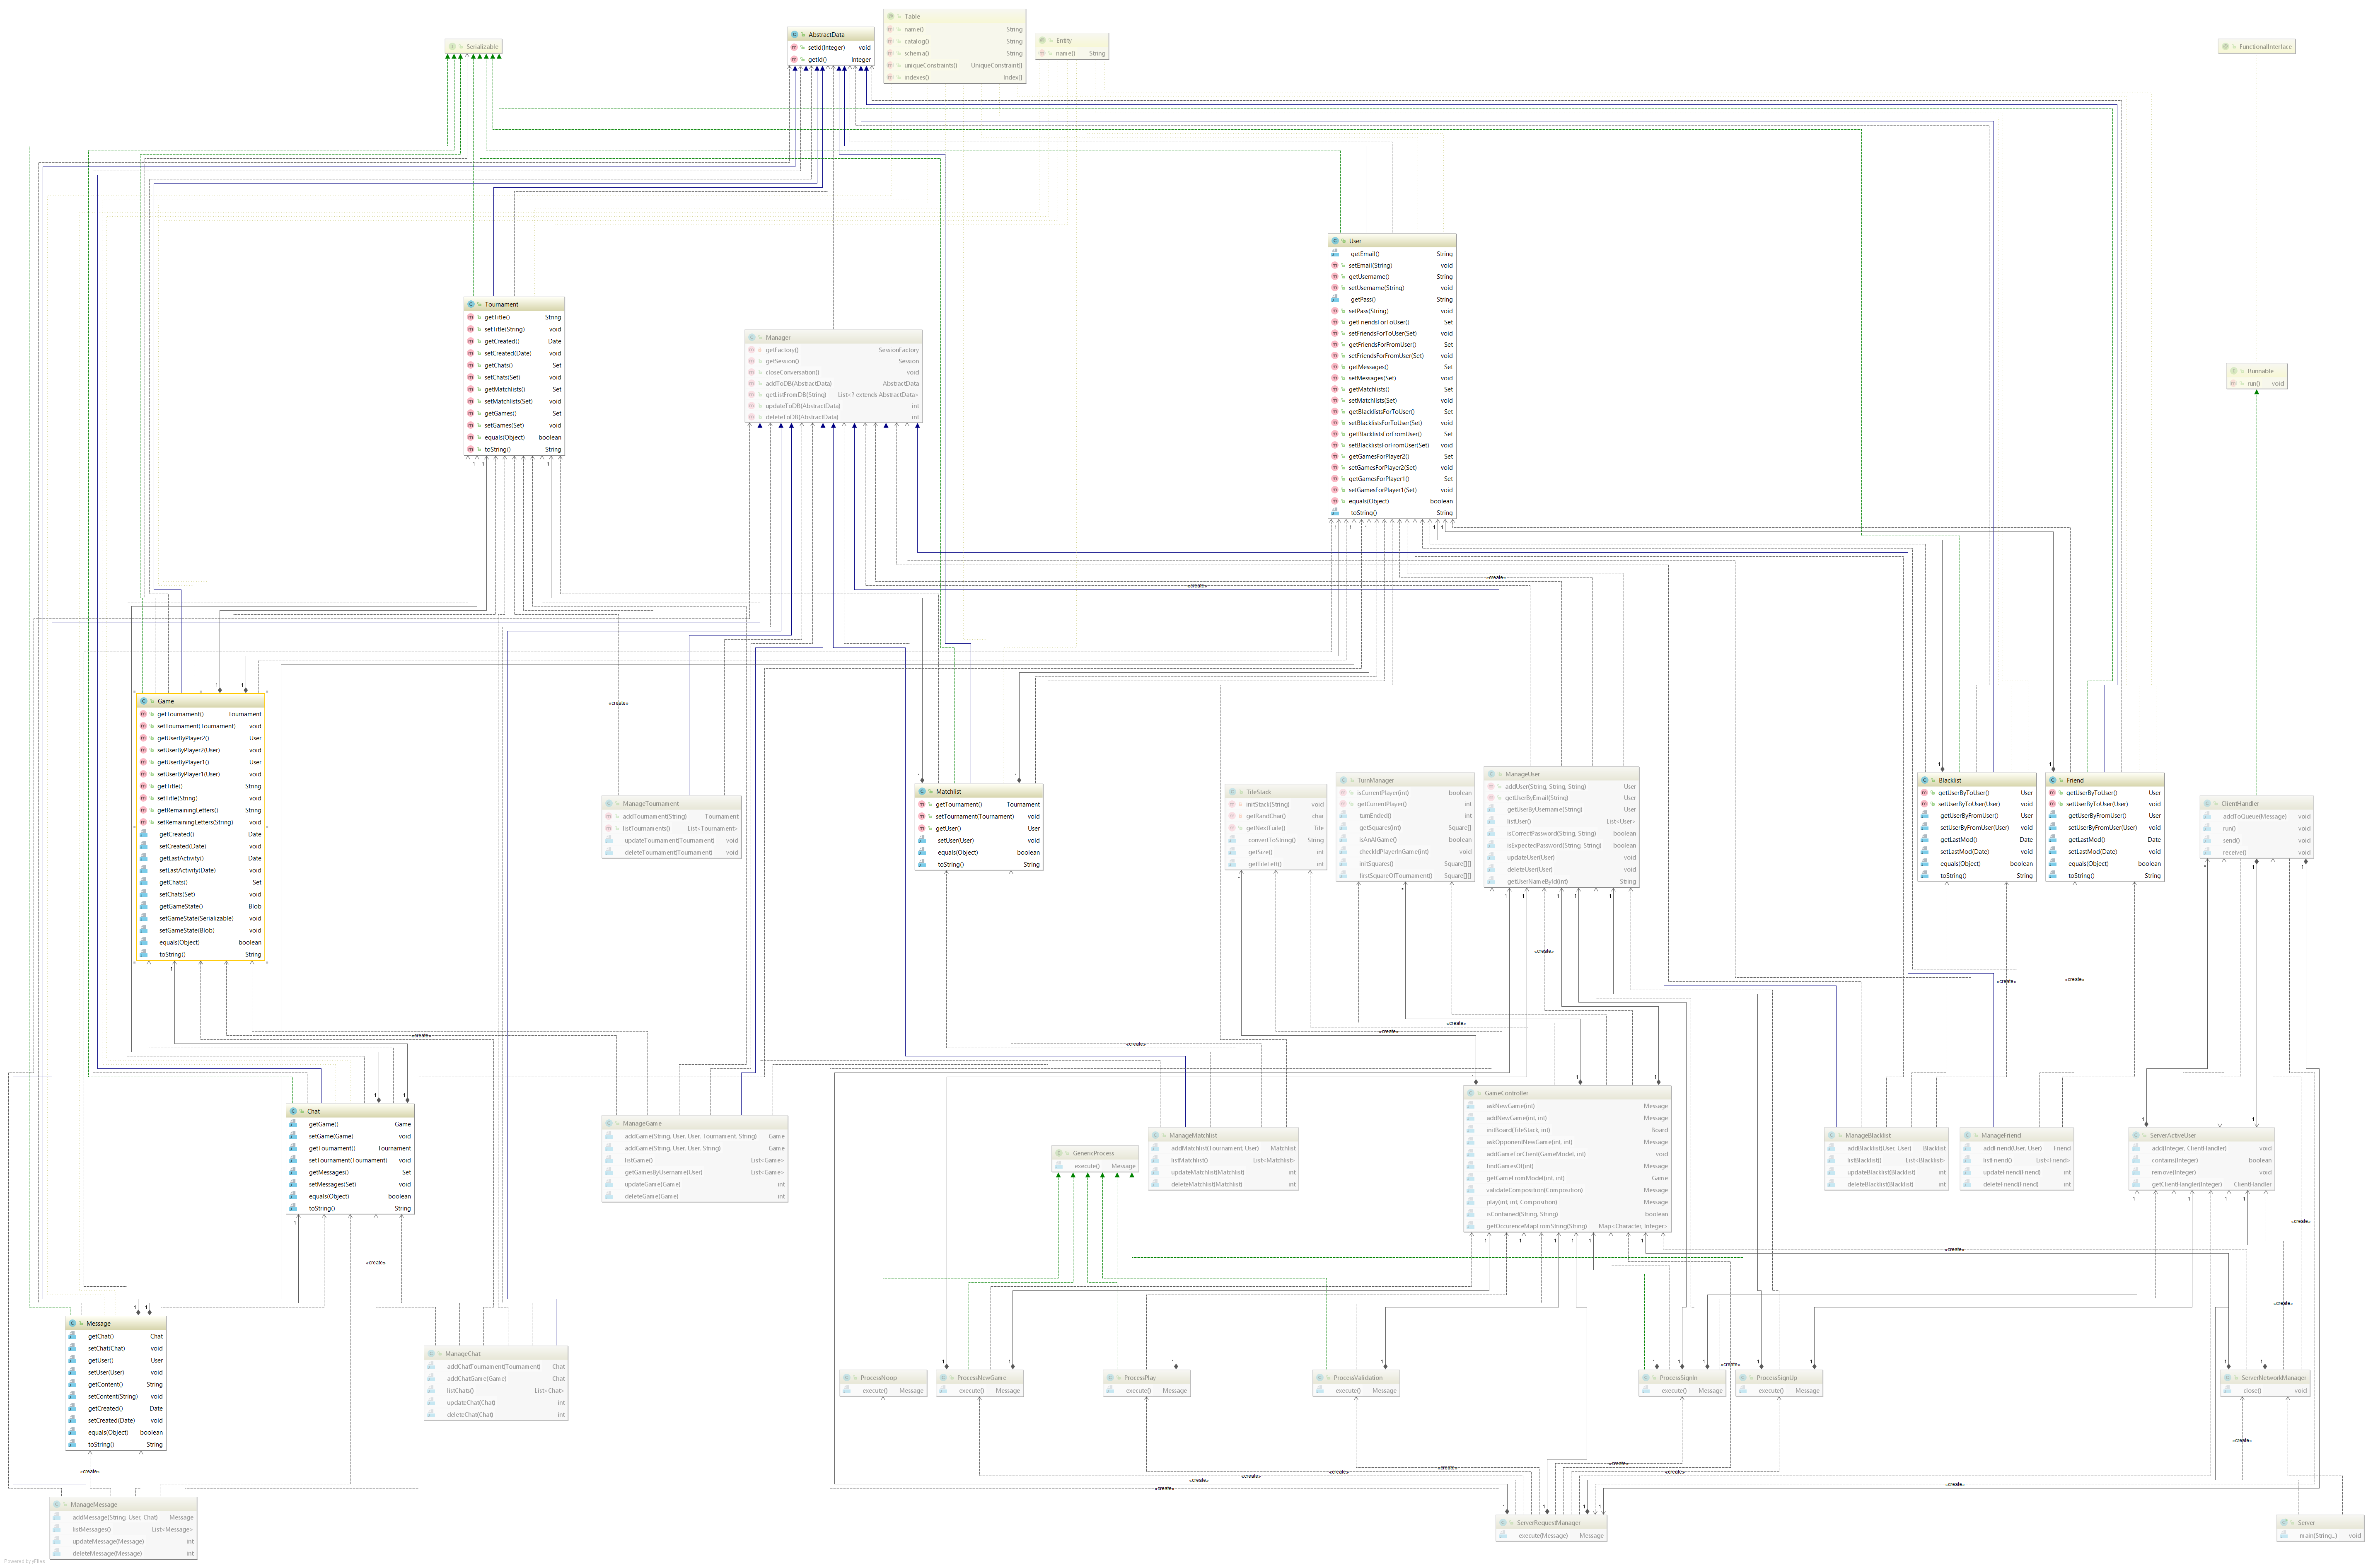 Serializable
AbstractData
setId(Integer) void
getId() Integer
Table
name() String
catalog() String
schema() String
uniqueConstraints() UniqueConstraint[]
indexes() Index[]
Entity
name() String
FunctionalInterface
User
getEmail() String
setEmail(String) void
getUsername() String
setUsername(String) void
getPass() String
setPass(String) void
getFriendsForToUser() Set
setFriendsForToUser(Set) void
getFriendsForFromUser() Set
setFriendsForFromUser(Set) void
getMessages() Set
setMessages(Set) void
getMatchlists() Set
setMatchlists(Set) void
getBlacklistsForToUser() Set
setBlacklistsForToUser(Set) void
getBlacklistsForFromUser() Set
setBlacklistsForFromUser(Set) void
getGamesForPlayer2() Set
setGamesForPlayer2(Set) void
getGamesForPlayer1() Set
setGamesForPlayer1(Set) void
equals(Object) boolean
toString() String
Tournament
getTitle() String
setTitle(String) void
getCreated() Date
setCreated(Date) void
getChats() Set
setChats(Set) void
getMatchlists() Set
setMatchlists(Set) void
getGames() Set
setGames(Set) void
equals(Object) boolean
toString() String
Manager
getFactory() SessionFactory
getSession() Session
closeConversation() void
addToDB(AbstractData) AbstractData
getListFromDB(String) List<? extends AbstractData>
updateToDB(AbstractData) int
deleteToDB(AbstractData) int
Runnable
run() void
Game
getTournament() Tournament
setTournament(Tournament) void
getUserByPlayer2() User
setUserByPlayer2(User) void
getUserByPlayer1() User
setUserByPlayer1(User) void
getTitle() String
setTitle(String) void
getRemainingLetters() String
setRemainingLetters(String) void
getCreated() Date
setCreated(Date) void
getLastActivity() Date
setLastActivity(Date) void
getChats() Set
setChats(Set) void
getGameState() Blob
setGameState(Serializable) void
setGameState(Blob) void
equals(Object) boolean
toString() String
«create»
ManageTournament
addTournament(String) Tournament
listTournaments() List<Tournament>
updateTournament(Tournament) void
deleteTournament(Tournament) void
Matchlist
getTournament() Tournament
setTournament(Tournament) void
getUser() User
setUser(User) void
equals(Object) boolean
toString() String
TileStack
initStack(String) void
getRandChar() char
getNextTuile() Tile
convertToString() String
getSize() int
getTileLeft() int
TurnManager
isCurrentPlayer(int) boolean
getCurrentPlayer() int
turnEnded() int
getSquares(int) Square[]
isAnAIGame() boolean
checkIdPlayerInGame(int) void
initSquares() Square[][]
firstSquareOfTournament() Square[][]
ManageUser
addUser(String, String, String) User
getUserByEmail(String) User
getUserByUsername(String) User
listUser() List<User>
isCorrectPassword(String, String) boolean
isExpectedPassword(String, String) boolean
updateUser(User) void
deleteUser(User) void
getUserNameById(int) String
Blacklist
getUserByToUser() User
setUserByToUser(User) void
getUserByFromUser() User
setUserByFromUser(User) void
getLastMod() Date
setLastMod(Date) void
equals(Object) boolean
toString() String
Friend
getUserByToUser() User
setUserByToUser(User) void
getUserByFromUser() User
setUserByFromUser(User) void
getLastMod() Date
setLastMod(Date) void
equals(Object) boolean
toString() String
ClientHandler
addToQueue(Message) void
run() void
send() void
receive() void
Chat
getGame() Game
setGame(Game) void
getTournament() Tournament
setTournament(Tournament) void
getMessages() Set
setMessages(Set) void
equals(Object) boolean
toString() String
ManageGame
addGame(String, User, User, Tournament, String) Game
addGame(String, User, User, String) Game
listGame() List<Game>
getGamesByUsername(User) List<Game>
updateGame(Game) int
deleteGame(Game) int
GenericProcess
execute() Message
ManageMatchlist
addMatchlist(Tournament, User) Matchlist
listMatchlist() List<Matchlist>
updateMatchlist(Matchlist) int
deleteMatchlist(Matchlist) int
GameController
askNewGame(int) Message
addNewGame(int, int) Message
initBoard(TileStack, int) Board
askOpponentNewGame(int, int) Message
addGameForClient(GameModel, int) void
findGamesOf(int) Message
getGameFromModel(int, int) Game
validateComposition(Composition) Message
play(int, int, Composition) Message
isContained(String, String) boolean
getOccurenceMapFromString(String) Map<Character, Integer>
ManageBlacklist
addBlacklist(User, User) Blacklist
listBlacklist() List<Blacklist>
updateBlacklist(Blacklist) int
deleteBlacklist(Blacklist) int
ManageFriend
addFriend(User, User) Friend
listFriend() List<Friend>
updateFriend(Friend) int
deleteFriend(Friend) int
ServerActiveUser
add(Integer, ClientHandler) void
contains(Integer) boolean
remove(Integer) void
getClientHandler(Integer) ClientHandler
Message
getChat() Chat
setChat(Chat) void
getUser() User
setUser(User) void
getContent() String
setContent(String) void
getCreated() Date
setCreated(Date) void
equals(Object) boolean
toString() String
ManageChat
addChatTournament(Tournament) Chat
addChatGame(Game) Chat
listChats() List<Chat>
updateChat(Chat) int
deleteChat(Chat) int
ProcessNoop
execute() Message
ProcessNewGame
execute() Message
ProcessPlay
execute() Message
ProcessValidation
execute() Message
ProcessSignIn
execute() Message
ProcessSignUp
execute() Message
ServerNetworkManager
close() void
ManageMessage
addMessage(String, User, Chat) Message
listMessages() List<Message>
updateMessage(Message) int
deleteMessage(Message) int
ServerRequestManager
execute(Message) Message
Server
main(String...) void
Powered by yFiles